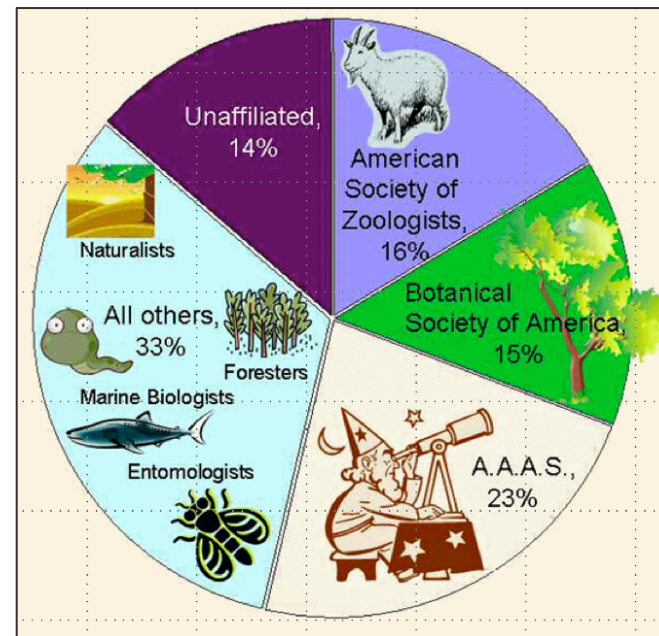 Unaffiliated,
14%
American
Society of
Zoologists,
16%
Botanical
Society of America,
15%
A.A.A.S.,
23%
Naturalists
All others,
33%
Foresters
Marine Biologists
Entomologists